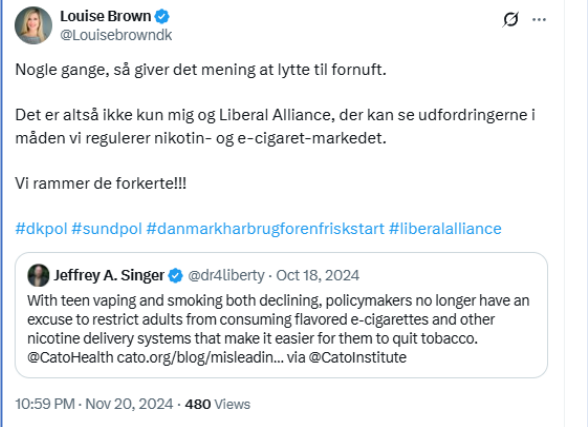 Louise Brown
@Louisebrowndk
Nogle gange, så giver det mening at lytte til fornuft.
Det er altså ikke kun mig og Liberal Alliance, der kan se udfordringerne i
måden vi regulerer nikotin- og e-cigaret-markedet.
Vi rammer de forkerte!!!
#dkpol #sundpol #danmarkharbrugforenfriskstart #liberalalliance
Jeffrey A. Singer @dr4liberty · Oct 18, 2024
With teen vaping and smoking both declining, policymakers no longer have an
excuse to restrict adults from consuming flavored e-cigarettes and other
nicotine delivery systems that make it easier for them to quit tobacco.
@CatoHealth cato.org/blog/misleadin... via @CatoInstitute
10:59 PM · Nov 20, 2024 · 480 Views